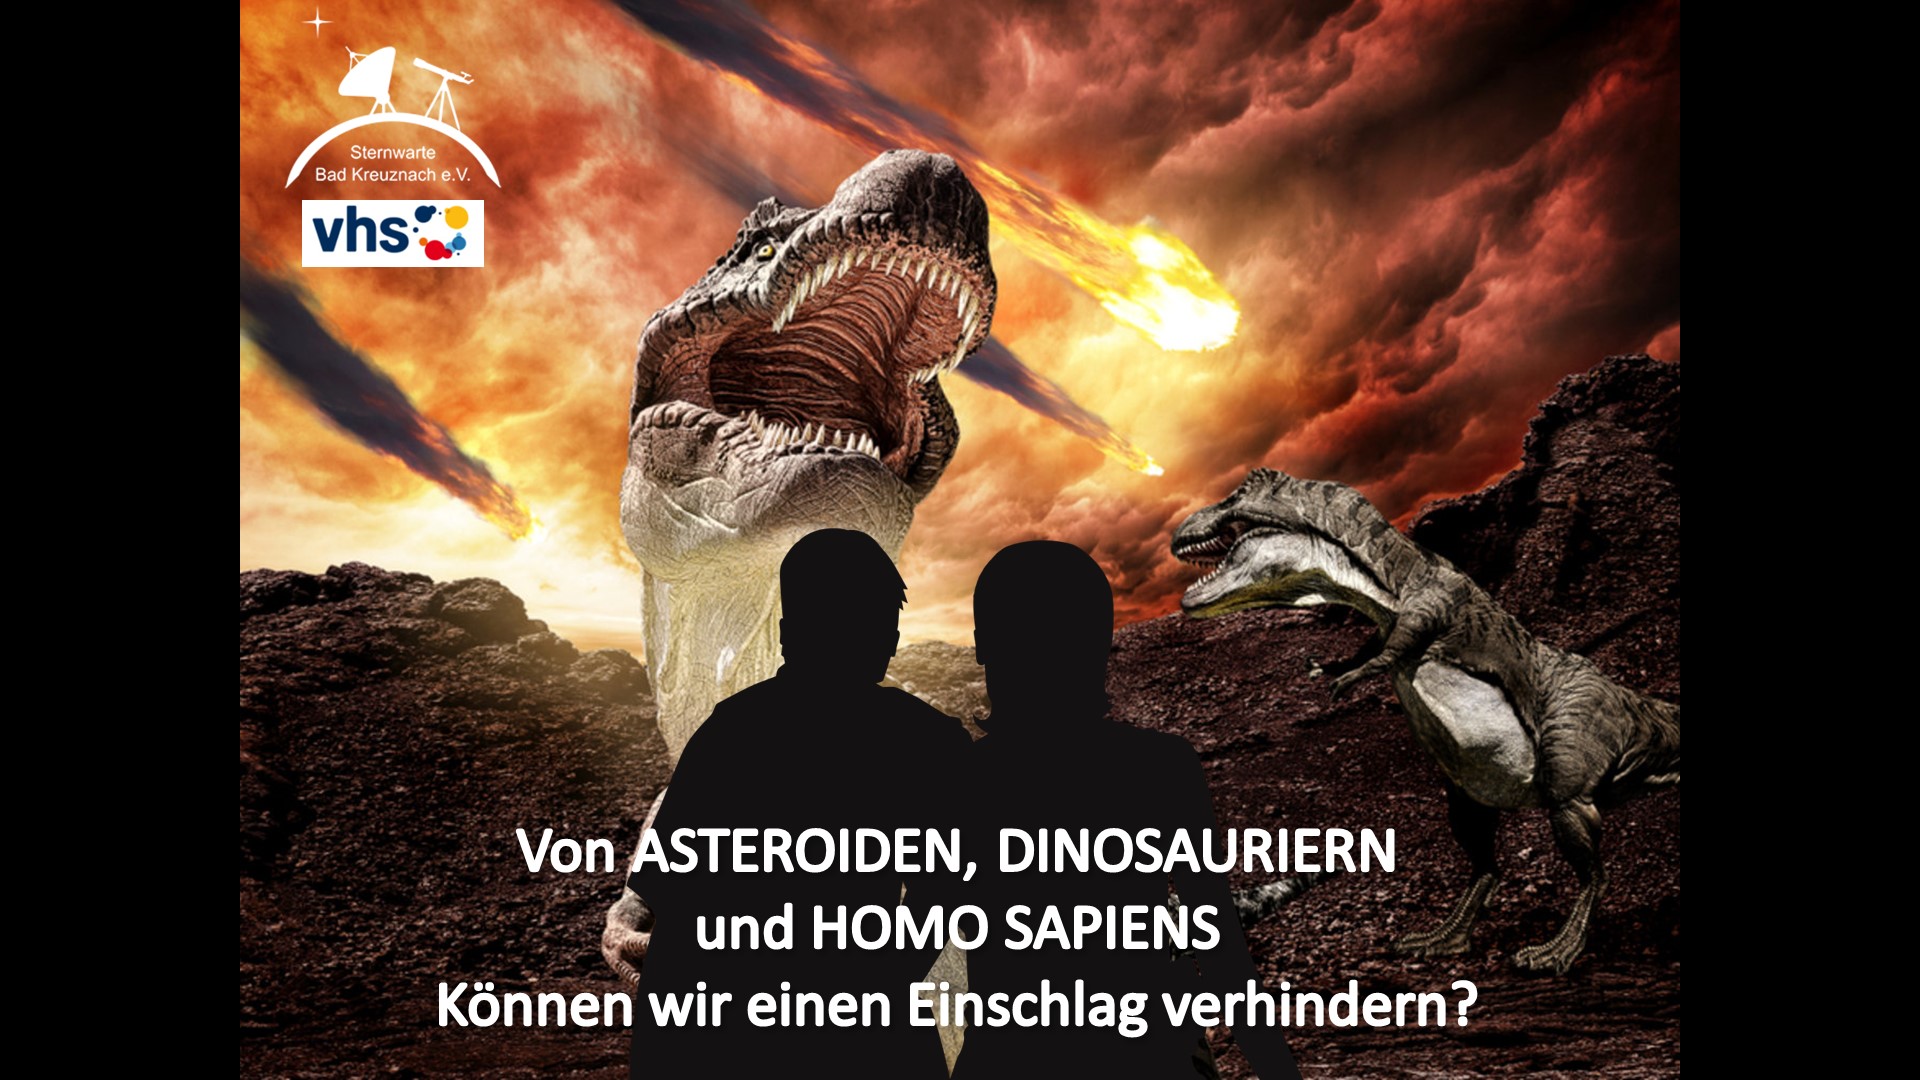 Sternwarte
Bad Kreuznach e.V.
vhs
Von ASTEROIDEN, DINOSAURIERN
und HOMO SAPIENS
Können wir einen Einschlag verhindern?